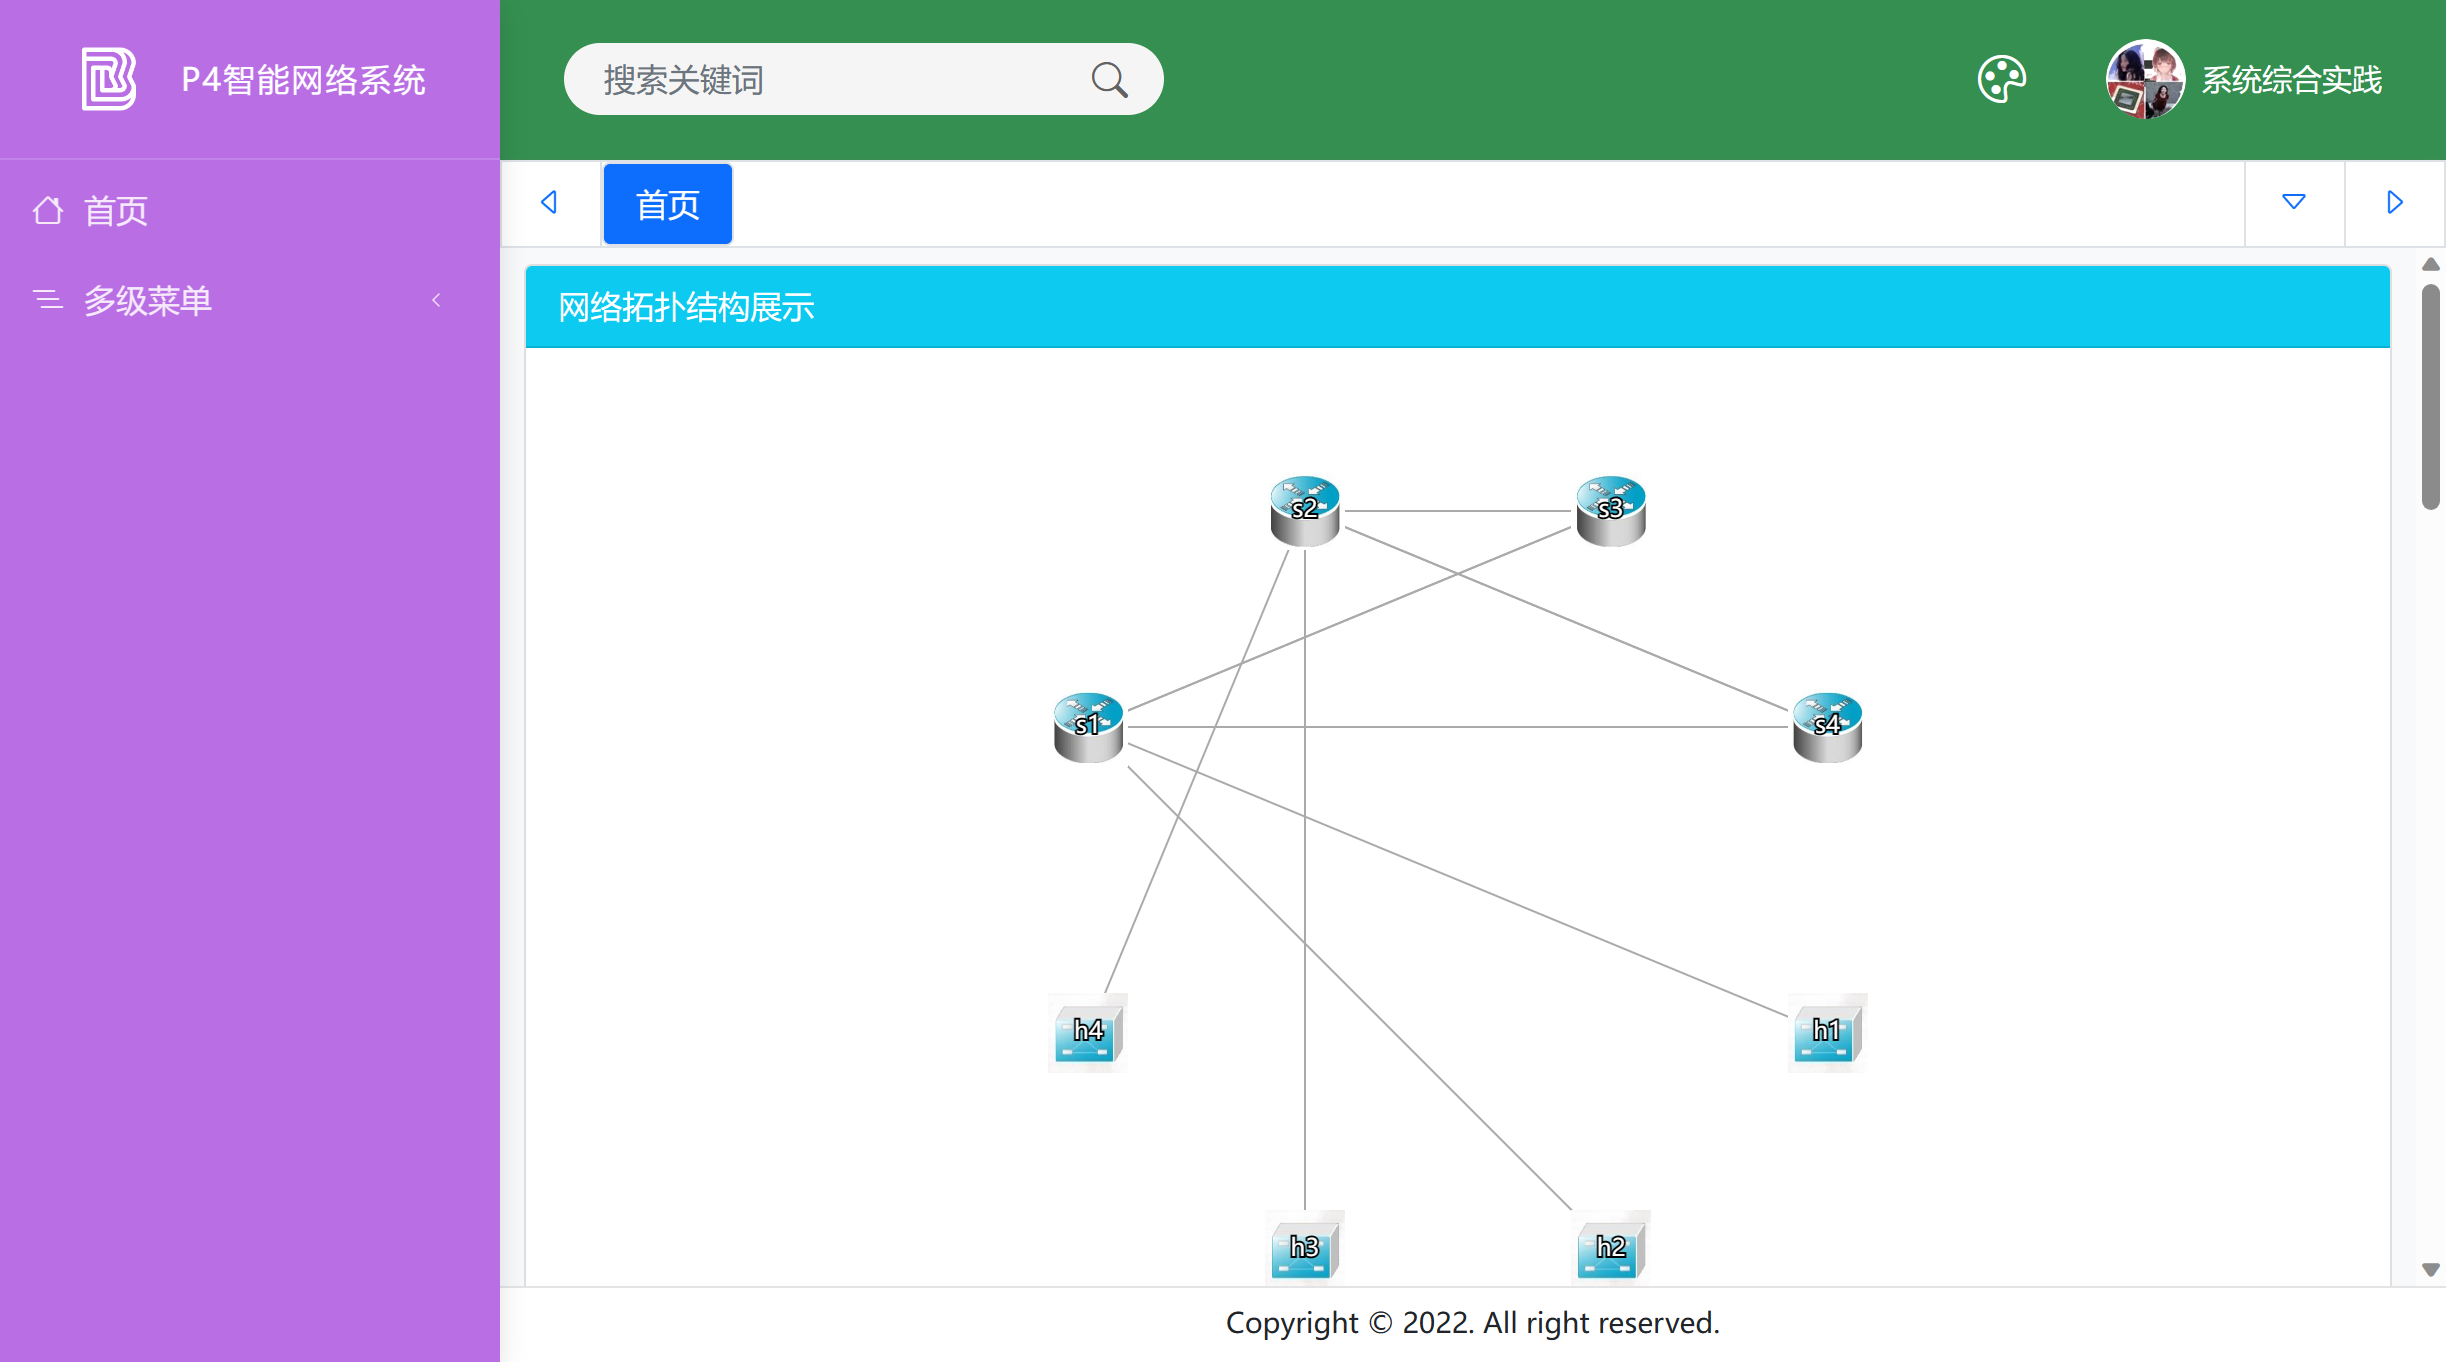 P4智能网络系统
搜索关键词
系统综合实践
首页
多级菜单
首页
网络拓扑结构展示
s2
s3
s1
s4
h4
h1
h3
h2
Copyright © 2022. All right reserved.